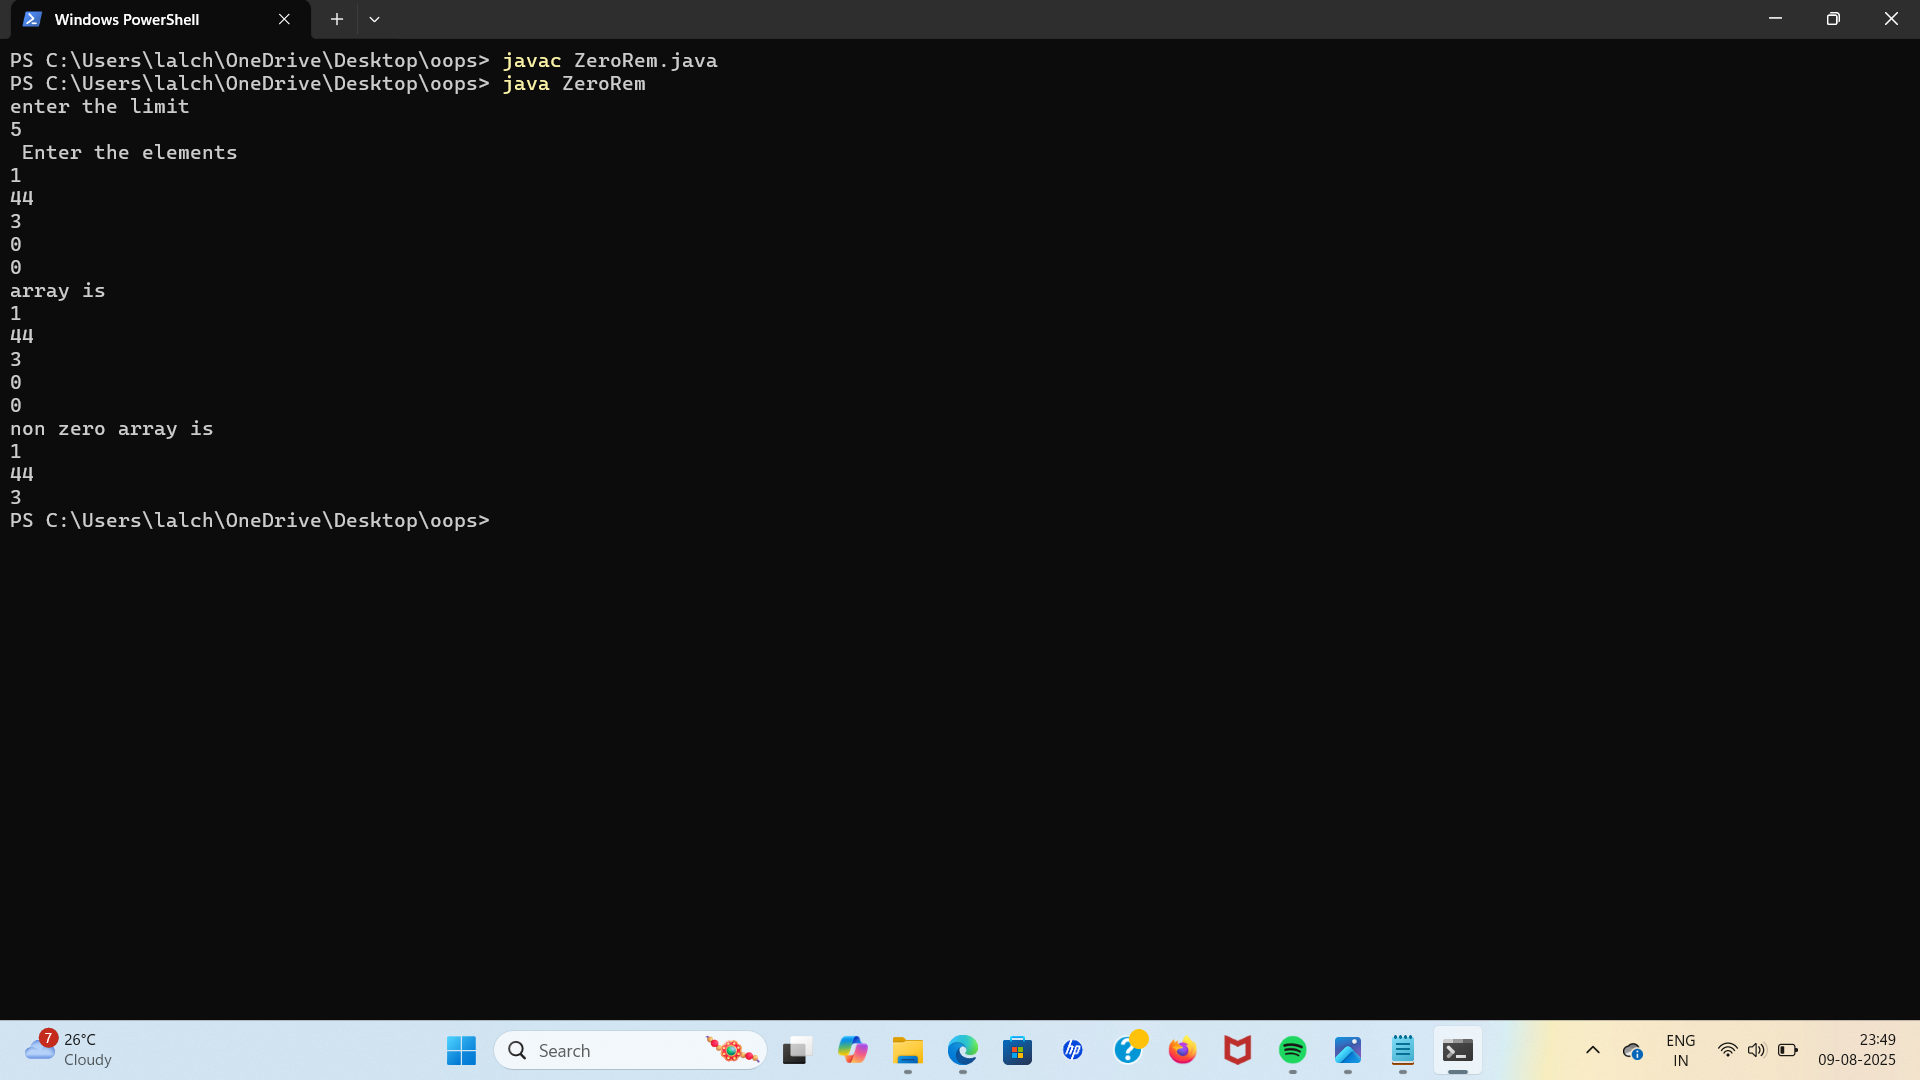 Windows PowerShell
PS C:\Users\lalch\OneDrive\Desktop\oops> javac ZeroRem.java
PS C:\Users\lalch\OneDrive\Desktop\oops> java ZeroRem
enter the limit
5
 Enter the elements
1
44
3
0
0
array is
1
44
3
0
0
non zero array is
1
44
3
PS C:\Users\lalch\OneDrive\Desktop\oops>
7
26°C
Cloudy
Search
hp
ENG
IN
23:49
09-08-2025